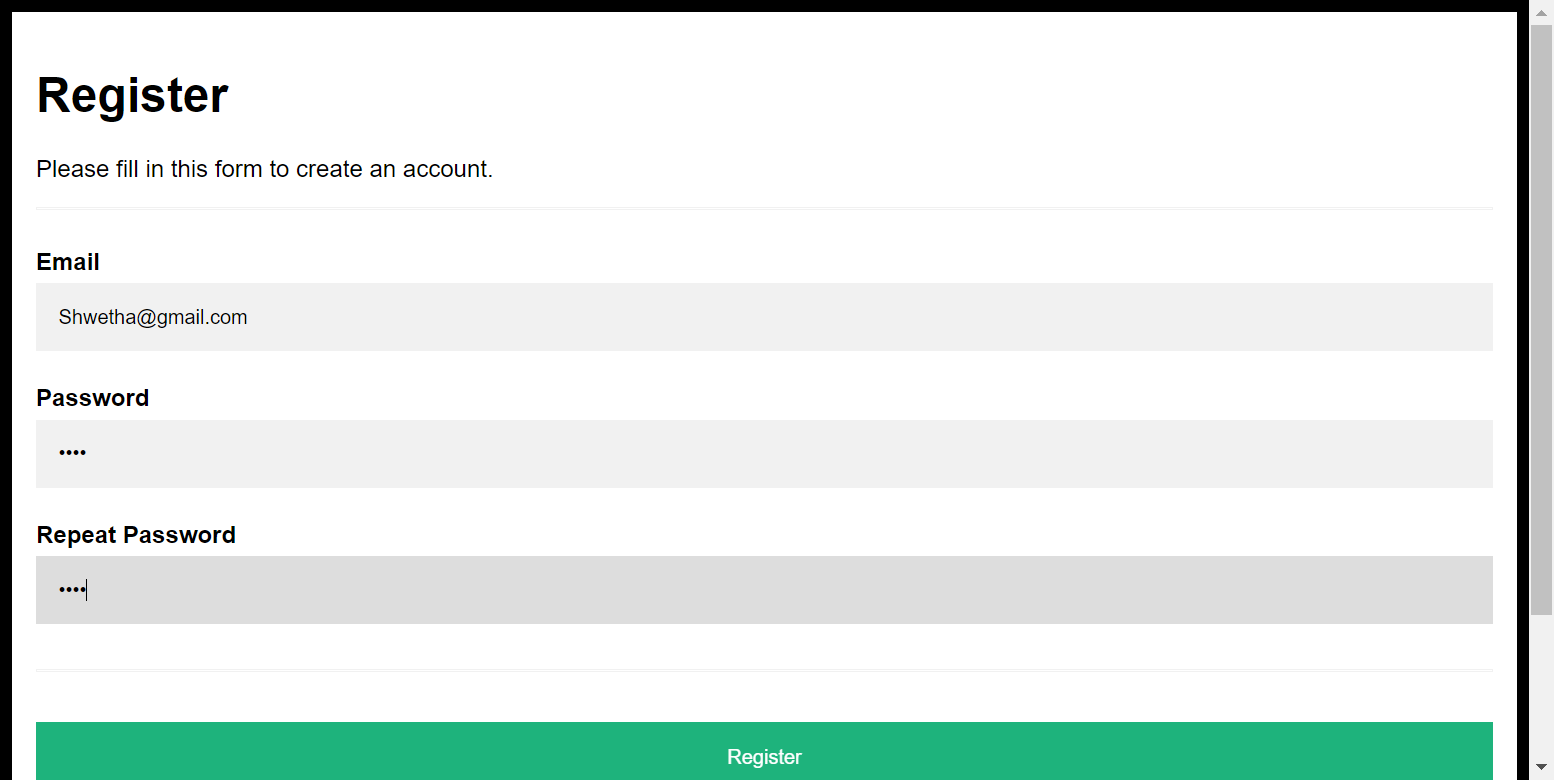 Register
Please fill in this form to create an account.
Email
Shwetha@gmail.com
Password
••••
Repeat Password
••••
Register